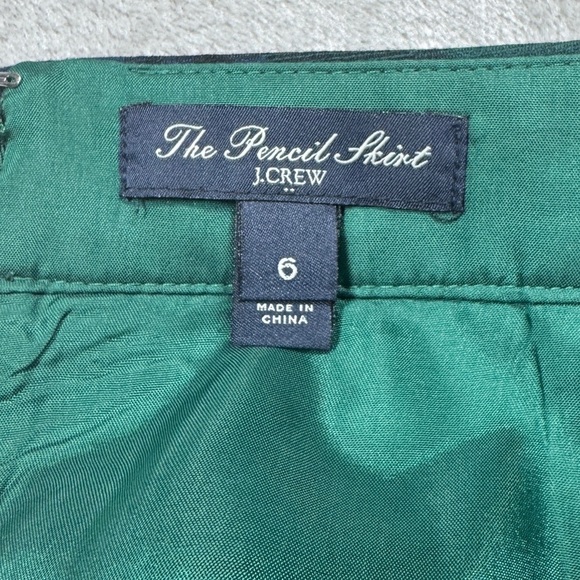 The Pencil Skirt
J.CREW
6
MADE IN
CHINA